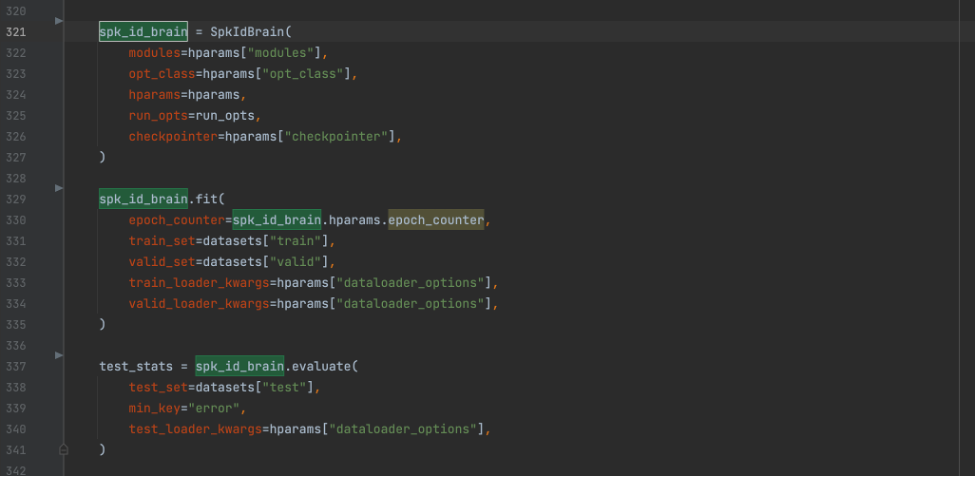 320
321 spk_id_brain = SpkIdBrain(
322 modules=hparams["modules"],
323 opt_class=hparams["opt_class"],
324 hparams=hparams,
325 run_opts=run_opts,
326 checkpointer=hparams["checkpointer"],
327 )
328
329 spk_id_brain.fit(
330 epoch_counter=spk_id_brain.hparams.epoch_counter,
331 train_set=datasets["train"],
332 valid_set=datasets["valid"],
333 train_loader_kwargs=hparams["dataloader_options"],
334 valid_loader_kwargs=hparams["dataloader_options"],
335 )
336
337 test_stats = spk_id_brain.evaluate(
338 test_set=datasets["test"],
339 min_key="error",
340 test_loader_kwargs=hparams["dataloader_options"],
341 )
342